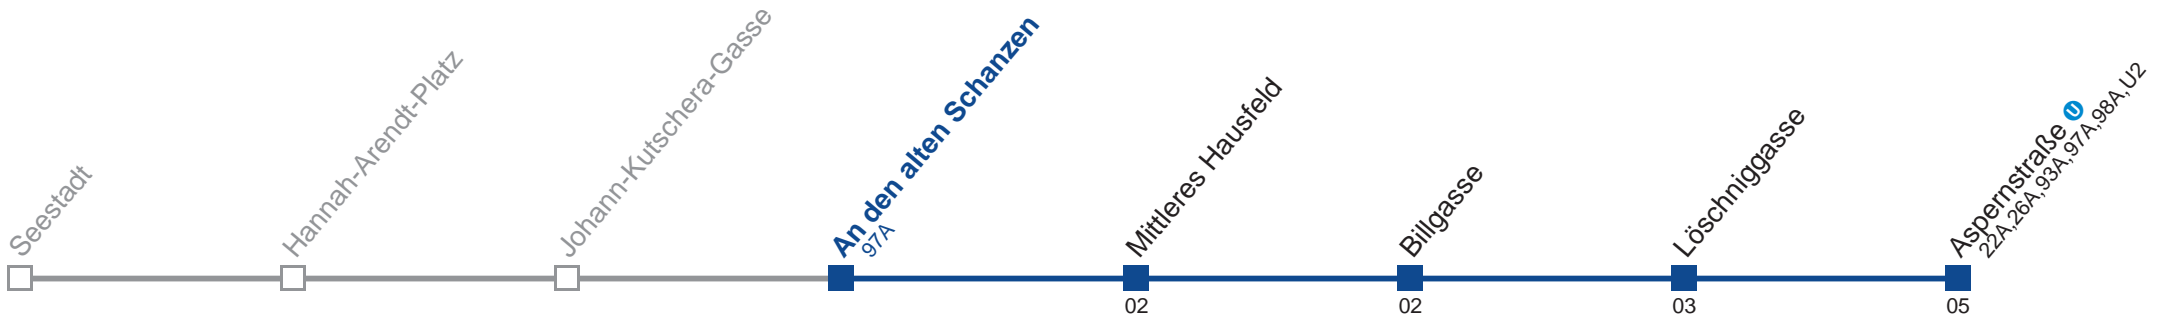 Seestadt
Hannah-Arendt-Platz
Johann-Kutschera-Gasse
An den alten Schanzen
97A
Mittleres Hausfeld
02
Billgasse
02
Löschniggasse
03
Aspernstraße U
22A,26A,93A,97A,98A,U2
05